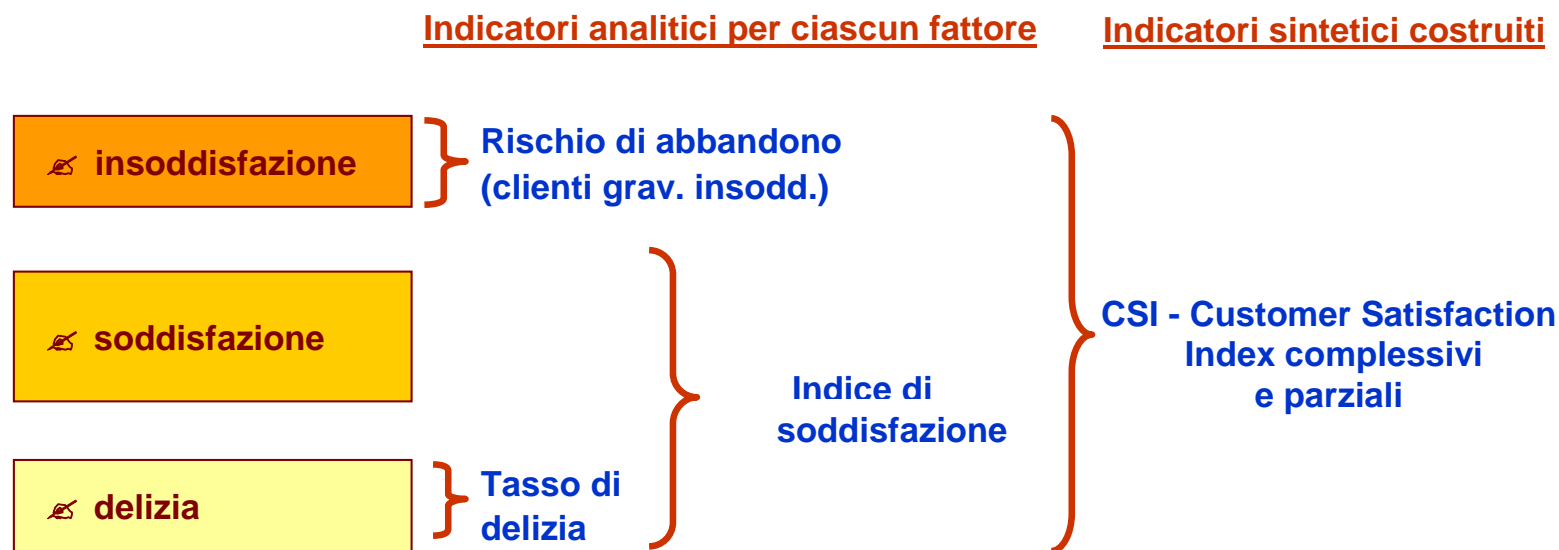 Indicatori analitici per ciascun fattore
Indicatori sintetici costruiti
insoddisfazione
Rischio di abbandono
(clienti grav. insodd.)
soddisfazione
Indice di
soddisfazione
CSI - Customer Satisfaction
Index complessivi
e parziali
delizia
Tasso di
delizia